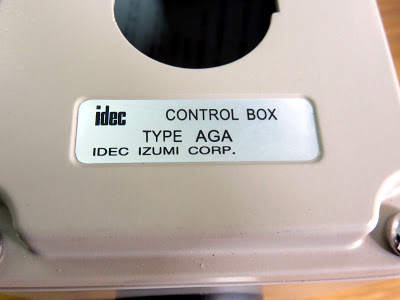 idec CONTROL BOX
TYPE AGA
IDEC IZUMI CORP.